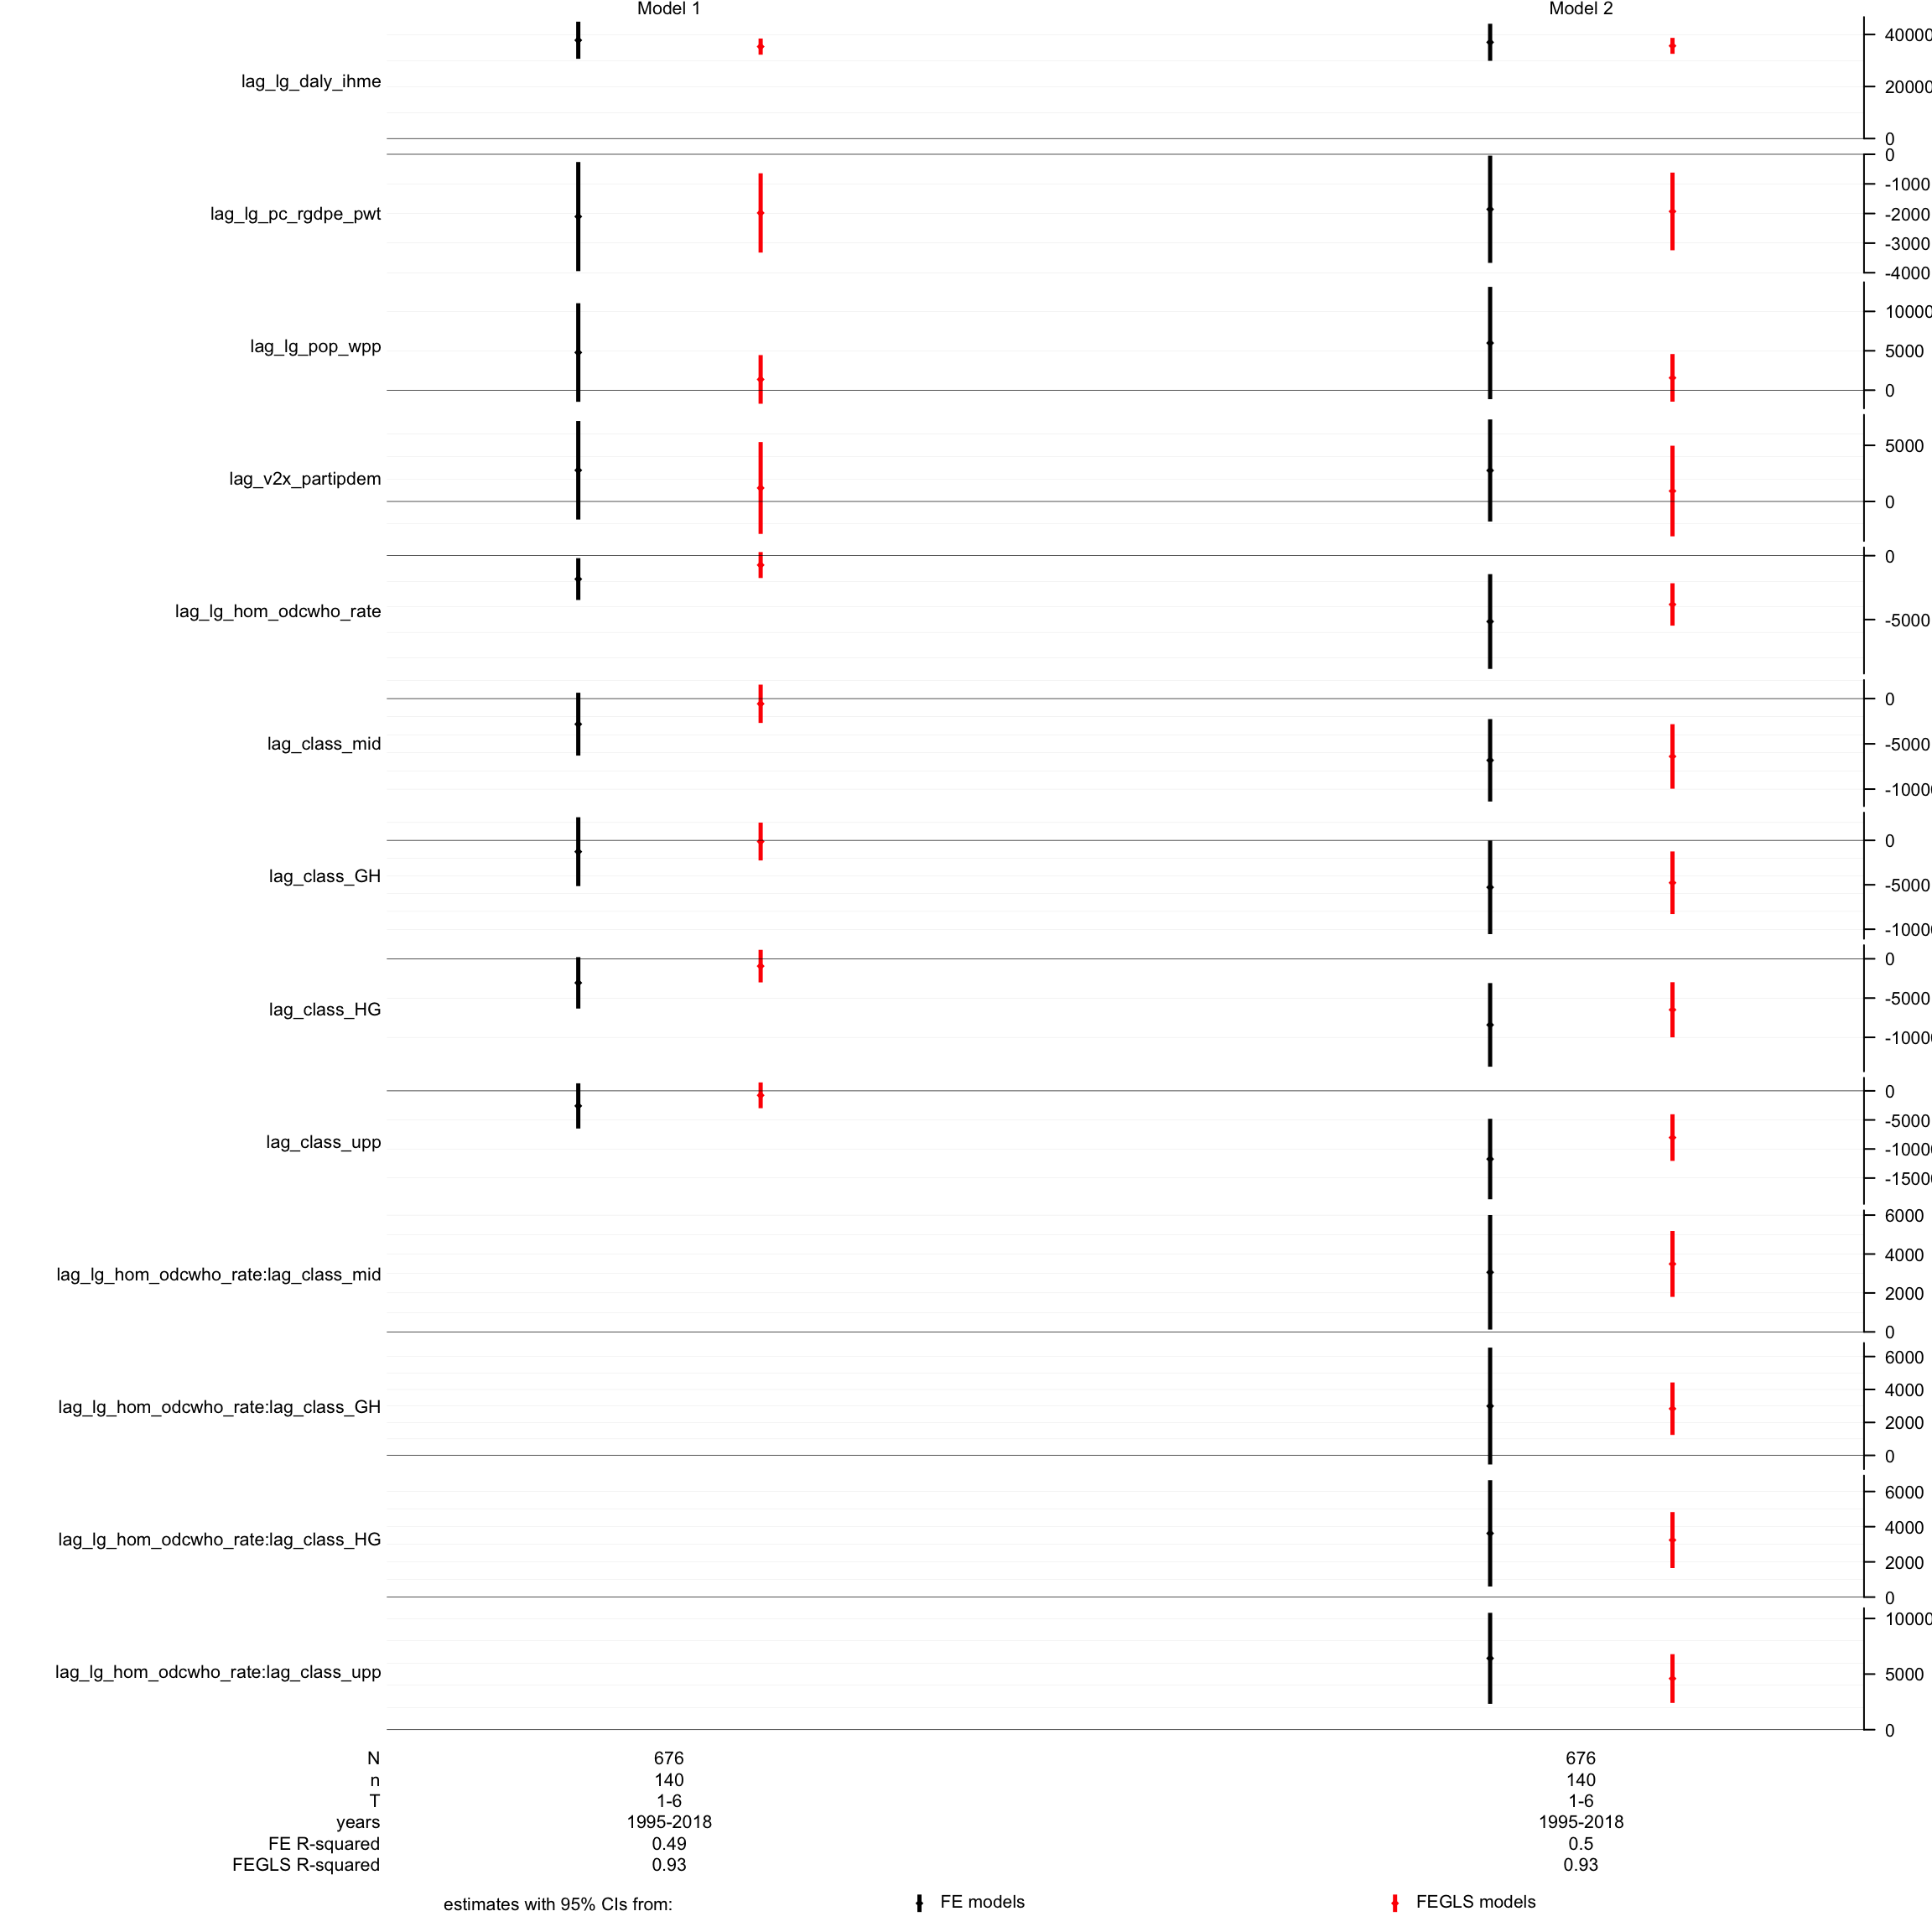 Model 1 Model 2
40000
lag_lg_daly_ihme
20000
0
0
-1000
lag_lg_pc_rgdpe_pwt -2000
-3000
-4000
10000
lag_lg_pop_wpp 5000
0
5000
lag_v2x_partipdem
0
0
lag_lg_hom_odcwho_rate -5000
0
lag_class_mid -5000
-10000
0
lag_class_GH -5000
-10000
0
-5000
lag_class_HG
-10000
0
-5000
lag_class_upp -10000
-15000
6000
4000
lag_lg_hom_odcwho_rate:lag_class_mid
2000
0
6000
4000
lag_lg_hom_odcwho_rate:lag_class_GH
2000
0
6000
4000
lag_lg_hom_odcwho_rate:lag_class_HG
2000
0
10000
lag_lg_hom_odcwho_rate:lag_class_upp 5000
0
N 676 676
n 140 140
T 1-6 1-6
years 1995-2018 1995-2018
FE R-squared 0.49 0.5
FEGLS R-squared 0.93 0.93
estimates with 95% CIs from: FE models FEGLS models